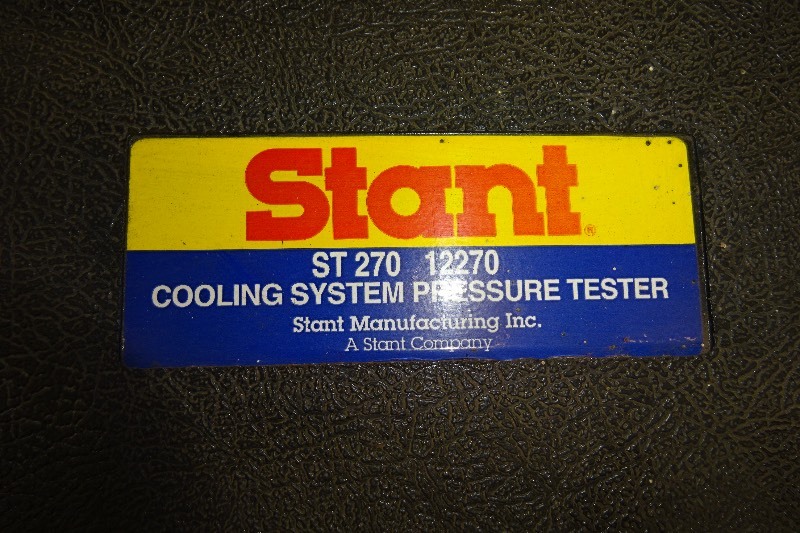 Stant®
ST 270 12270
COOLING SYSTEM PRESSURE TESTER
Stant Manufacturing Inc.
A Stant Company